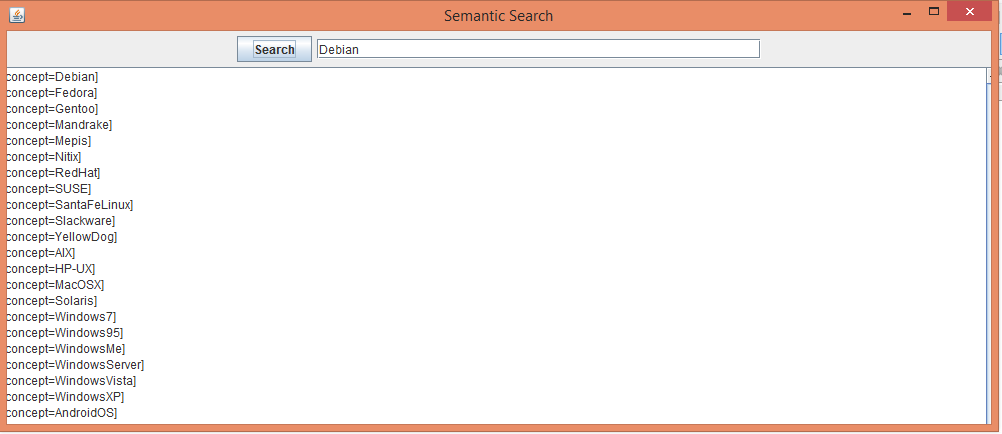 Semantic Search
Search Debian
concept=Debian]
concept=Fedora]
concept=Gentoo]
concept=Mandrake]
concept=Mepis]
concept=Nitix]
concept=RedHat]
concept=SUSE]
concept=SantaFeLinux]
concept=Slackware]
concept=YellowDog]
concept=AIX]
concept=HP-UX]
concept=MacOSX]
concept=Solaris]
concept=Windows7]
concept=Windows95]
concept=WindowsMe]
concept=WindowsServer]
concept=WindowsVista]
concept=WindowsXP]
concept=AndroidOS]